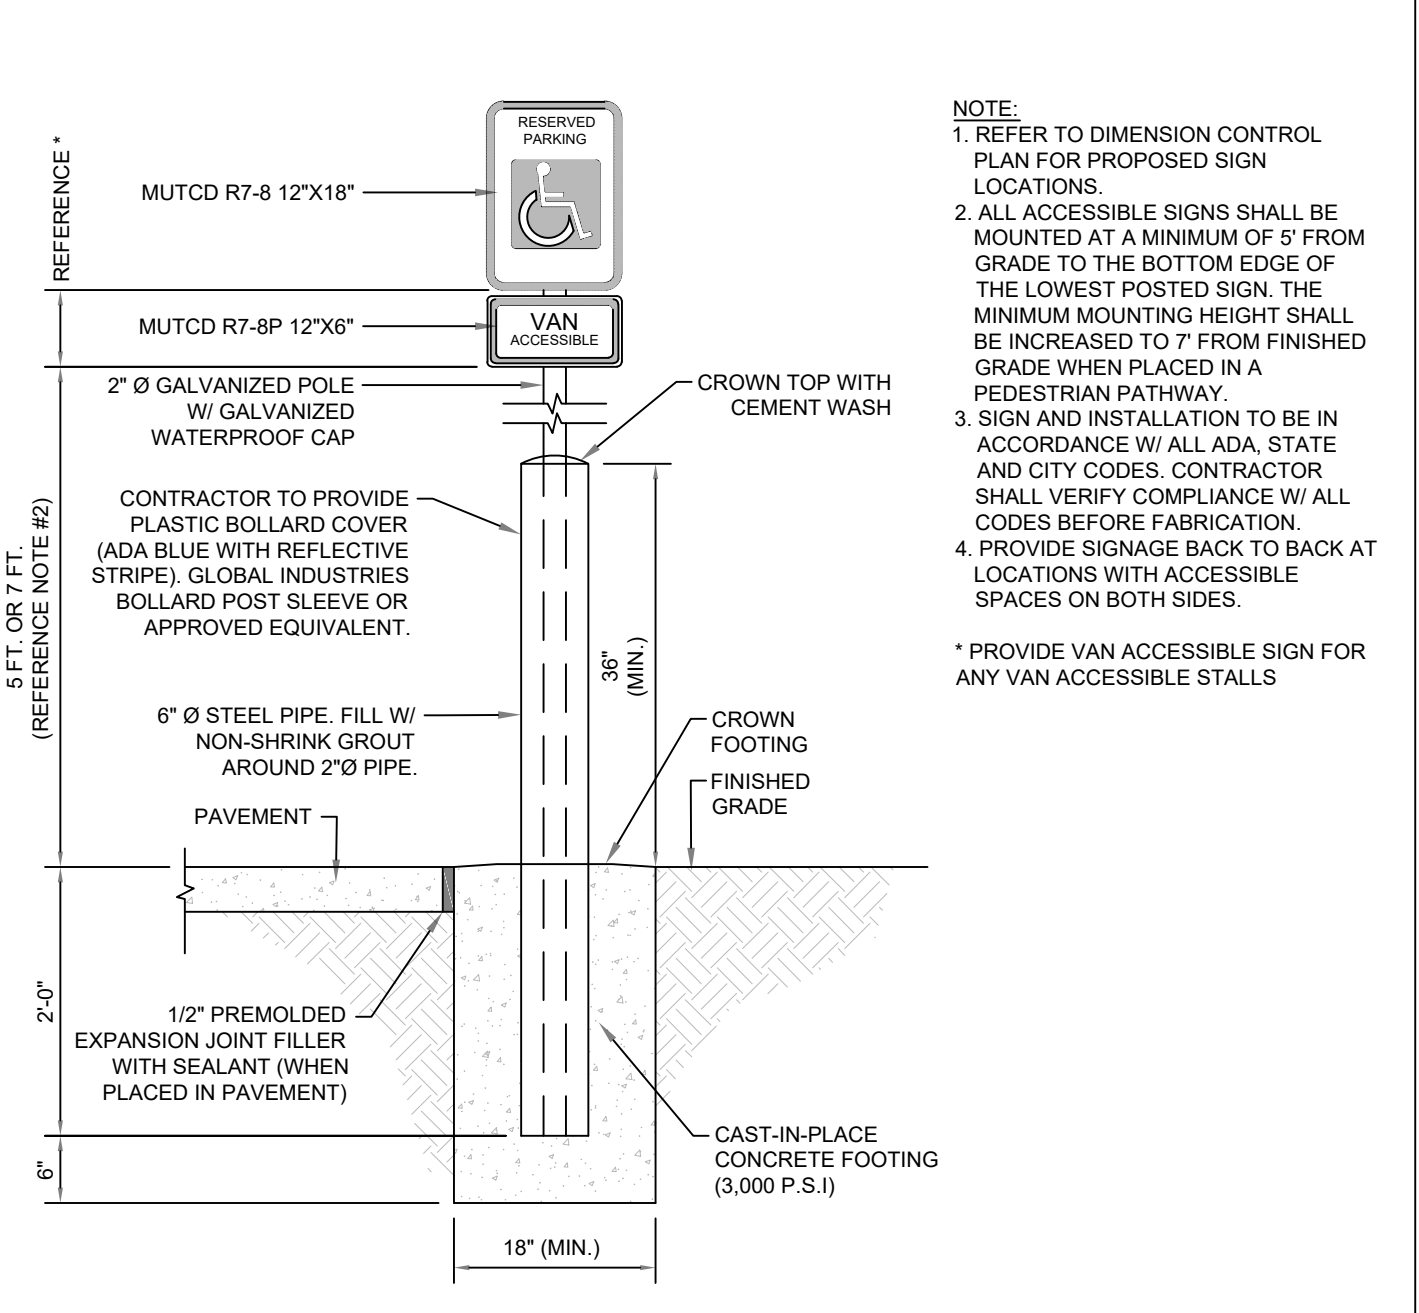 RESERVED
PARKING
MUTCD R7-8 12"X18"
REFERENCE *
MUTCD R7-8P 12"X6"
VAN
ACCESSIBLE
2" Ø GALVANIZED POLE
W/ GALVANIZED
WATERPROOF CAP
CROWN TOP WITH
CEMENT WASH
CONTRACTOR TO PROVIDE
PLASTIC BOLLARD COVER
(ADA BLUE WITH REFLECTIVE
STRIPE). GLOBAL INDUSTRIES
BOLLARD POST SLEEVE OR
APPROVED EQUIVALENT.
5 FT. OR 7 FT.
(REFERENCE NOTE #2)
36"
(MIN.)
6" Ø STEEL PIPE. FILL W/
NON-SHRINK GROUT
AROUND 2"Ø PIPE.
CROWN
FOOTING
FINISHED
GRADE
PAVEMENT
2'-0"
1/2" PREMOLDED
EXPANSION JOINT FILLER
WITH SEALANT (WHEN
PLACED IN PAVEMENT)
CAST-IN-PLACE
CONCRETE FOOTING
(3,000 P.S.I)
6"
18" (MIN.)
NOTE:
1. REFER TO DIMENSION CONTROL
PLAN FOR PROPOSED SIGN
LOCATIONS.
2. ALL ACCESSIBLE SIGNS SHALL BE
MOUNTED AT A MINIMUM OF 5' FROM
GRADE TO THE BOTTOM EDGE OF
THE LOWEST POSTED SIGN. THE
MINIMUM MOUNTING HEIGHT SHALL
BE INCREASED TO 7' FROM FINISHED
GRADE WHEN PLACED IN A
PEDESTRIAN PATHWAY.
3. SIGN AND INSTALLATION TO BE IN
ACCORDANCE W/ ALL ADA, STATE
AND CITY CODES. CONTRACTOR
SHALL VERIFY COMPLIANCE W/ ALL
CODES BEFORE FABRICATION.
4. PROVIDE SIGNAGE BACK TO BACK AT
LOCATIONS WITH ACCESSIBLE
SPACES ON BOTH SIDES.
* PROVIDE VAN ACCESSIBLE SIGN FOR
ANY VAN ACCESSIBLE STALLS